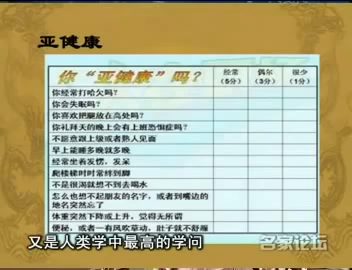 亚健康
你“亚健康”吗?
经常 偶尔 很少
(5分) (3分) (1分)
你经常打哈欠吗?
你会失眠吗?
你喜欢把腿放在高处吗?
你礼拜天的晚上会有上班恐惧症吗?
不愿意跟上级或者熟人见面
早上能睡多晚就多晚
经常坐着发愣,发呆
爬楼梯时时常绊到脚
不是很渴就想不到去喝水
怎么也想不起朋友的名字,或者到嘴边的
地名突然忘了
体重突然下降或上升,觉得无所谓
便秘,或者一有风吹草动,肚子就不舒服
又是人类学中最高的学问
名家论坛